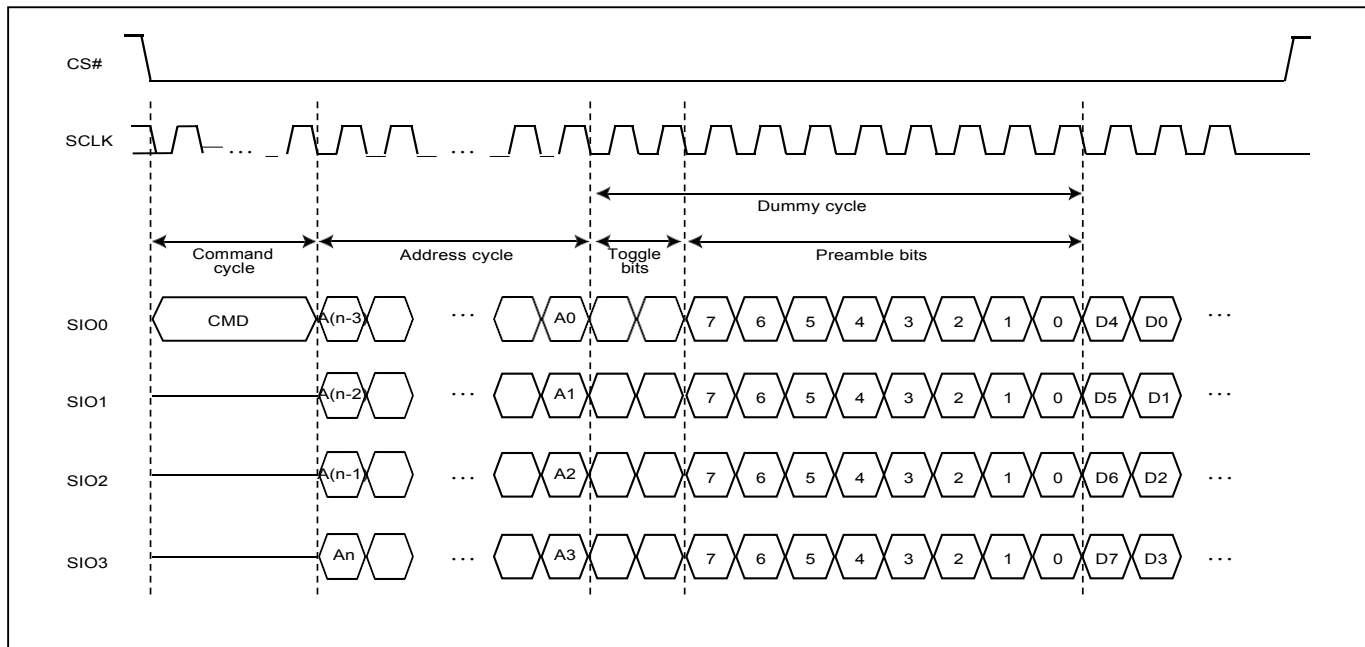 CS#
SCLK ... ...
Dummy cycle
Command cycle
Address cycle
Toggle bits
Preamble bits
SIO0 CMD A(n-3) ... A0 7 6 5 4 3 2 1 0 D4 D0 ...
SIO1 A(n-2) ... A1 7 6 5 4 3 2 1 0 D5 D1 ...
SIO2 A(n-1) ... A2 7 6 5 4 3 2 1 0 D6 D2 ...
SIO3 An ... A3 7 6 5 4 3 2 1 0 D7 D3 ...